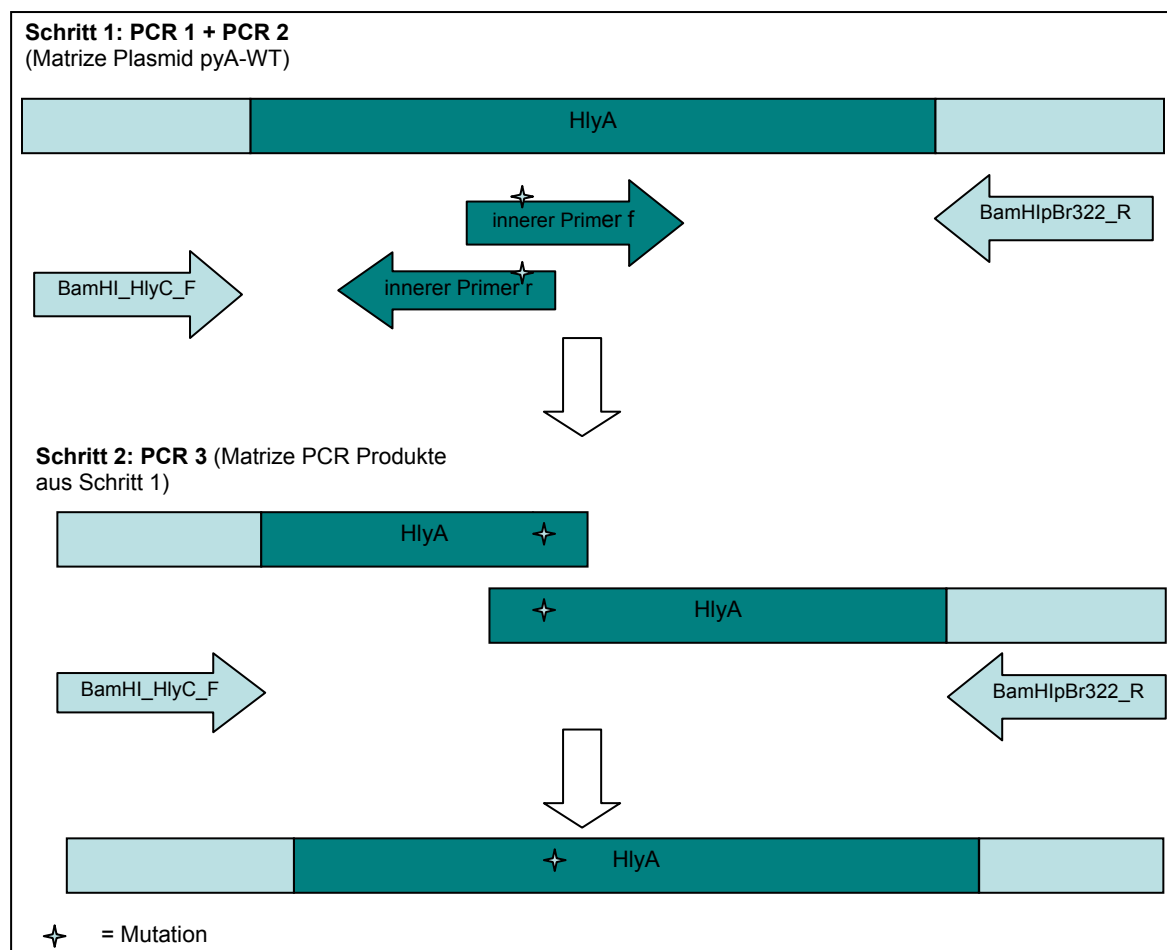 Schritt 1: PCR 1 + PCR 2
(Matrize Plasmid pyA-WT)
HlyA
innerer Primer f
BamHIpBr322_R
BamHI_HlyC_F
innerer Primer r
Schritt 2: PCR 3 (Matrize PCR Produkte
aus Schritt 1)
HlyA
HlyA
BamHI_HlyC_F
BamHIpBr322_R
HlyA
= Mutation